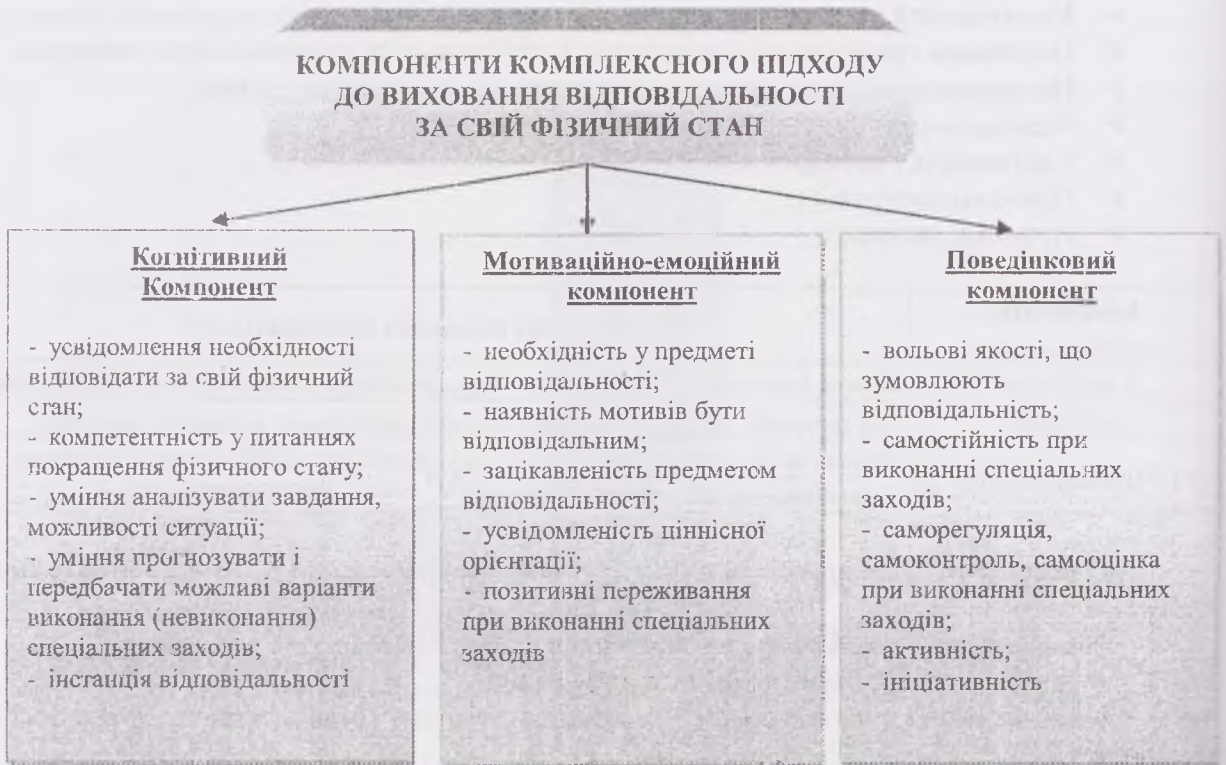 КОМПОНЕНТИ КОМПЛЕКСНОГО ПІДХОДУ
ДО ВИХОВАННЯ ВІДПОВІДАЛЬНОСТІ
ЗА СВІЙ ФІЗИЧНИЙ СТАН
Когнітивний
Компонент
- усвідомлення необхідності
відповідати за свій фізичний
стан;
- компетентність у питаннях
покращення фізичного стану;
- уміння аналізувати завдання,
можливості ситуації;
- уміння прогнозувати і
передбачати можливі варіанти
виконання (невиконання)
спеціальних заходів;
- інстанція відповідальності
Мотиваційно-емоційний
компонент
- необхідність у предметі
відповідальності;
- наявність мотивів бути
відповідальним;
- зацікавленість предметом
відповідальності;
- усвідомленість ціннісної
орієнтації;
- позитивні переживання
при виконанні спеціальних
заходів
Поведінковий
компонент
- вольові якості, що
зумовлюють
відповідальність;
- самостійність при
виконанні спеціальних
заходів;
- саморегуляція,
самоконтроль, самооцінка
при виконанні спеціальних
заходів;
- активність;
- ініціативність